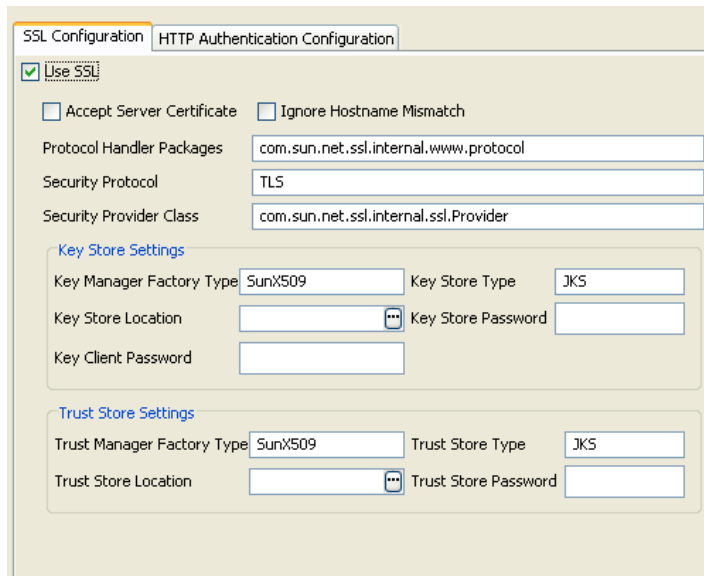 SSL Configuration HTTP Authentication Configuration
Use SSL
Accept Server Certificate Ignore Hostname Mismatch
Protocol Handler Packages com.sun.net.ssl.internal.www.protocol
Security Protocol TLS
Security Provider Class com.sun.net.ssl.internal.ssl.Provider
Key Store Settings
Key Manager Factory Type SunX509 Key Store Type JKS
Key Store Location ... Key Store Password
Key Client Password
Trust Store Settings
Trust Manager Factory Type SunX509 Trust Store Type JKS
Trust Store Location ... Trust Store Password